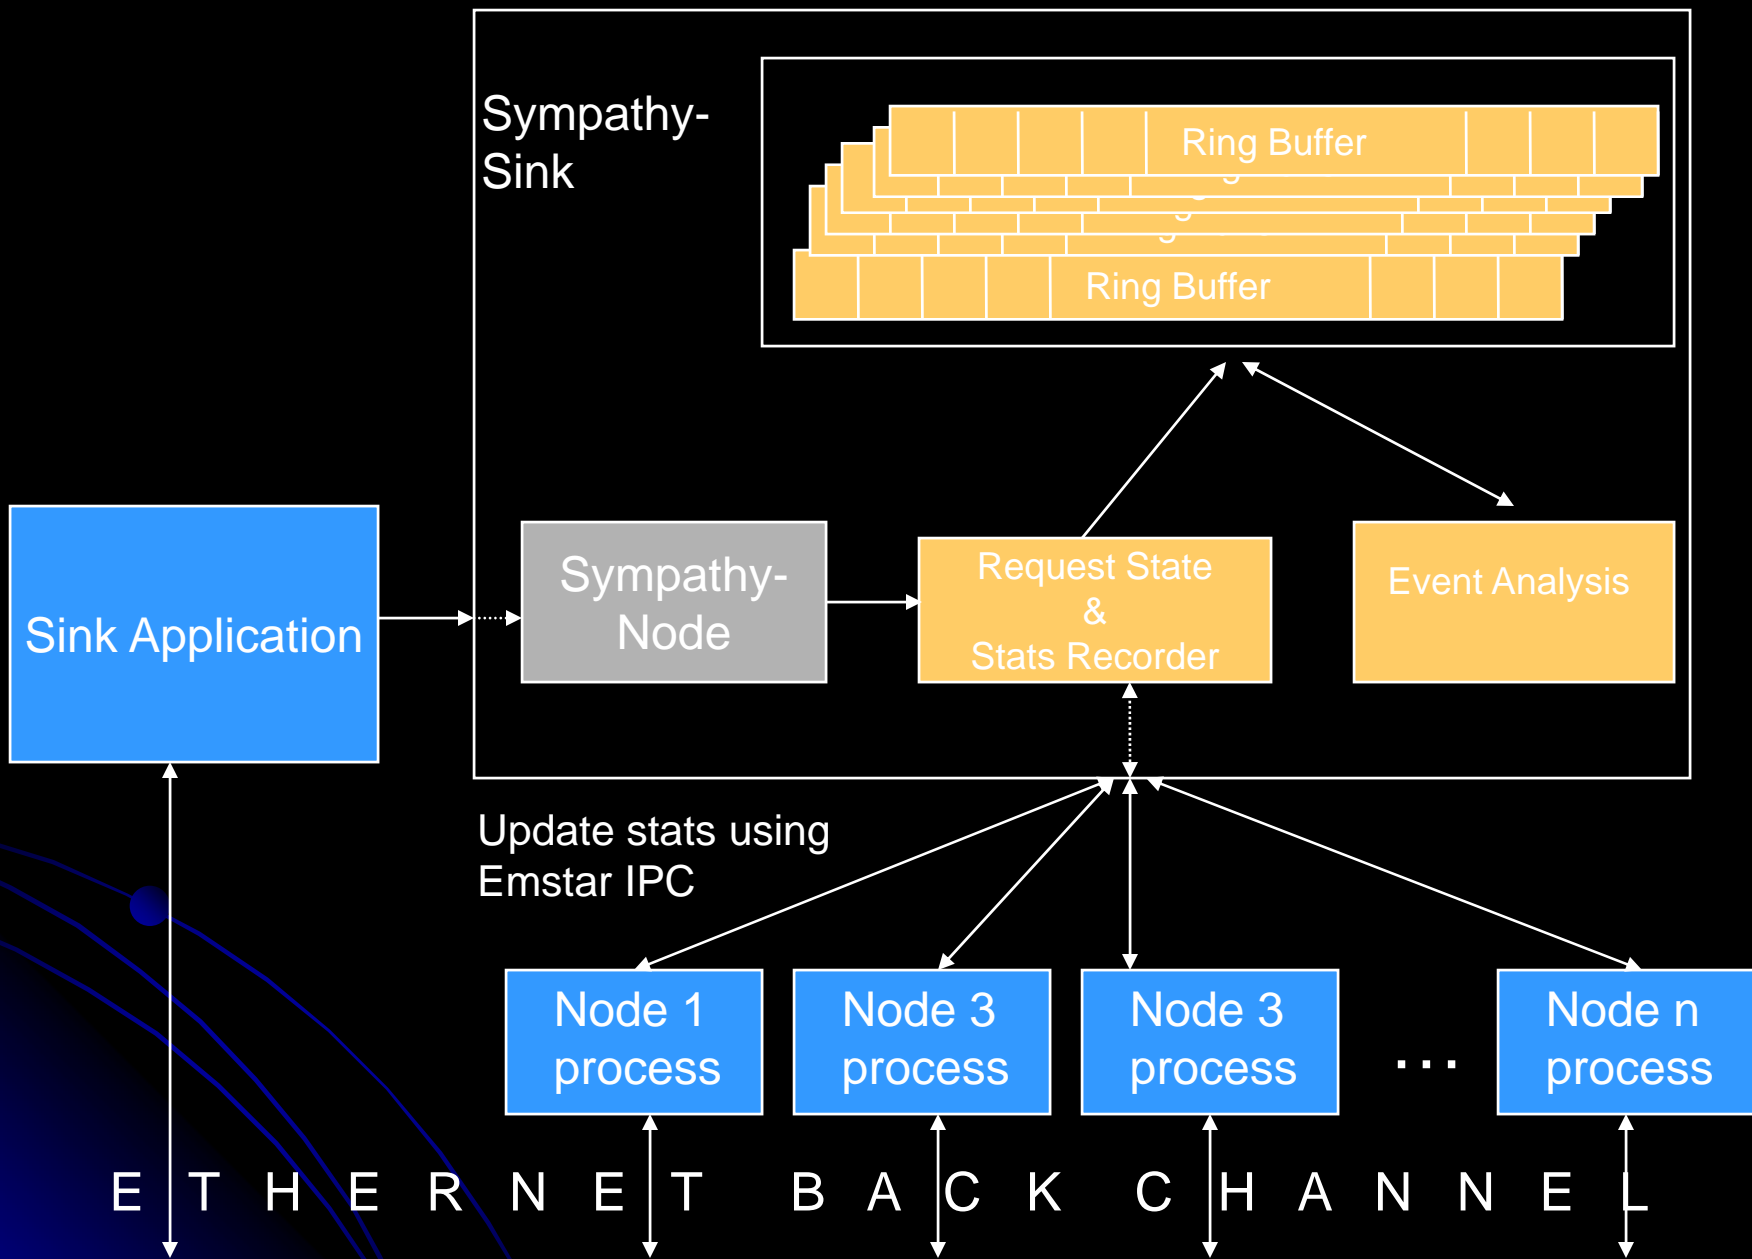 Sympathy-
Sink
Ring Buffer
Ring Buffer
Sink Application
Sympathy-
Node
Request State
&
Stats Recorder
Event Analysis
Update stats using
Emstar IPC
Node 1
process
Node 3
process
Node 3
process
...
Node n
process
E T H E R N E T B A C K C H A N N E L